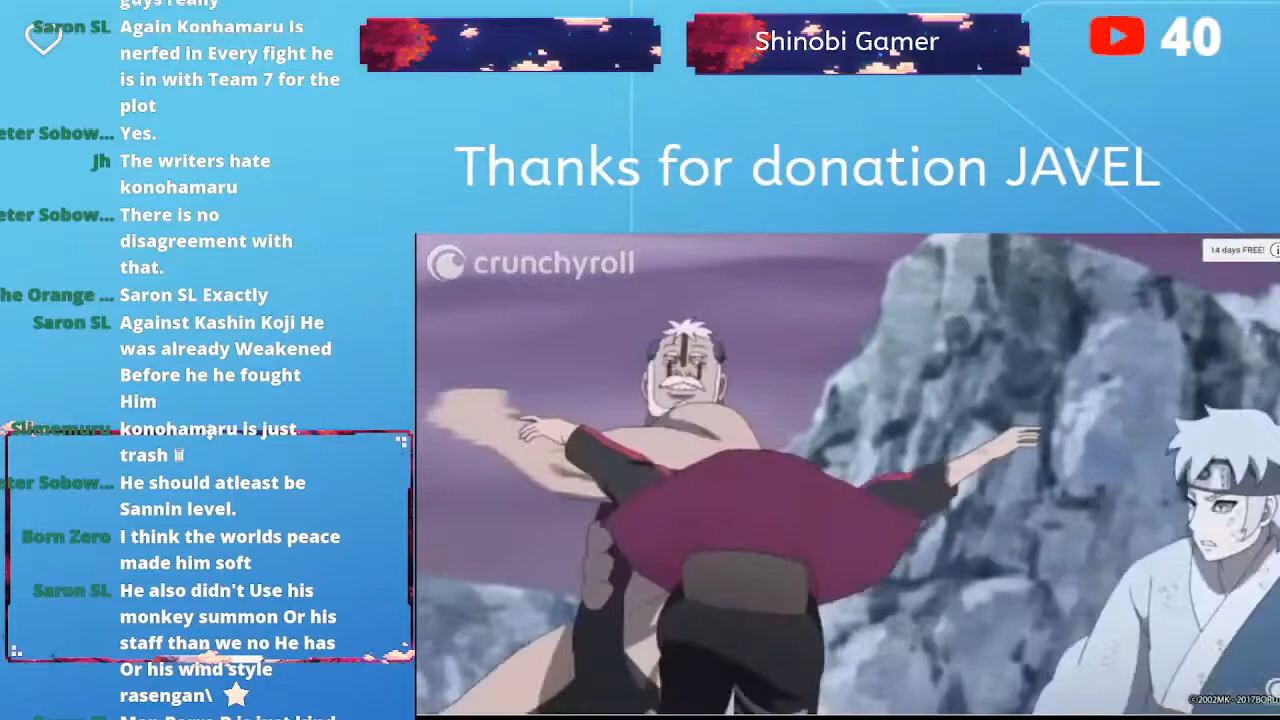 guys really
Saron SL Again Konhamaru Is
nerfed in Every fight he
is in with Team 7 for the
plot
eter Sobow... Yes.
Jh The writers hate
konohamaru
eter Sobow... There is no
disagreement with
that.
he Orange ... Saron SL Exactly
Saron SL Against Kashin Koji He
was already Weakened
Before he he fought
Him
Slimemuru konohamaru is just
trash
eter Sobow... He should atleast be
Sannin level.
Born Zero I think the worlds peace
made him soft
Saron SL He also didn't Use his
monkey summon Or his
staff than we no He has
Or his wind style
rasengan\
Shinobi Gamer
40
Thanks for donation JAVEL
crunchyroll
14 days FREE!
©2002MK